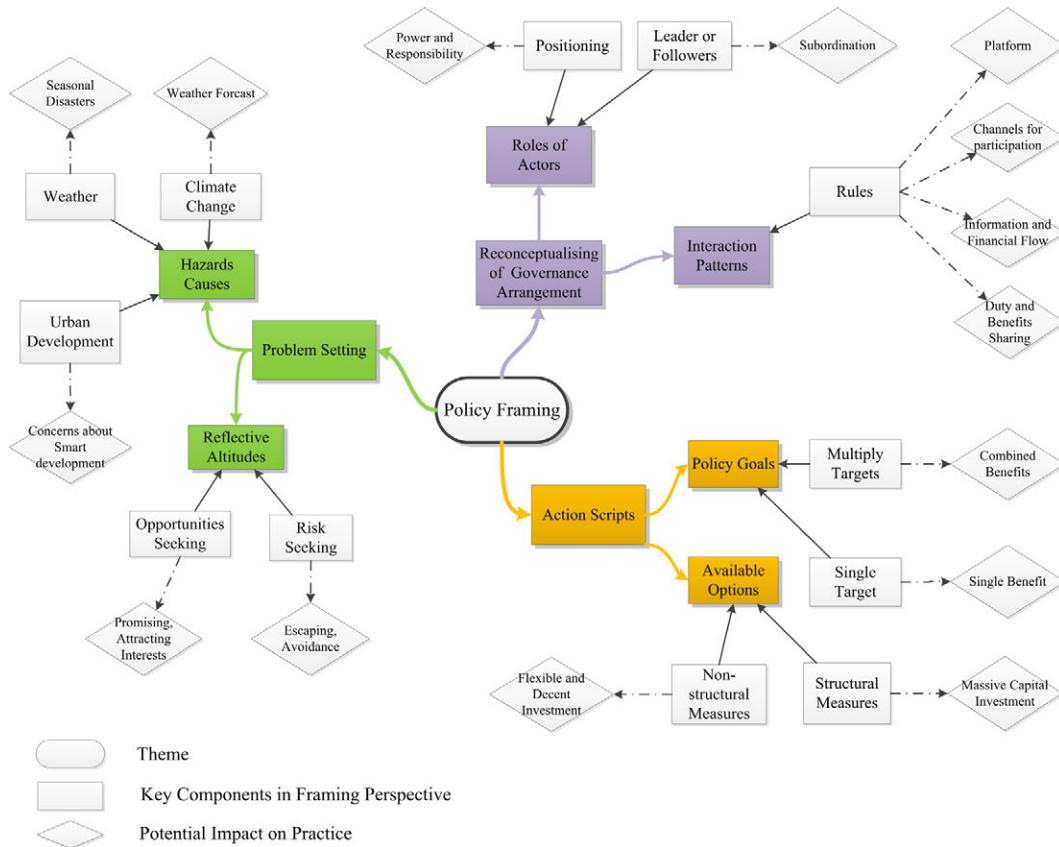 Power and
Responsibility
Positioning
Leader or
Followers
Subordination
Platform
Seasonal
Disasters
Weather Forcast
Channels for
participation
Roles of
Actors
Weather
Climate
Change
Rules
Information and
Financial Flow
Hazards
Causes
Reconceptualising
of Governance
Arrangement
Interaction
Patterns
Urban
Development
Problem Setting
Duty and
Benefits
Sharing
Policy Framing
Concerns about
Smart
development
Reflective
Altitudes
Policy Goals
Multiply
Targets
Combined
Benefits
Action Scripts
Opportunities
Seeking
Risk
Seeking
Available
Options
Single
Target
Single Benefit
Promising,
Attracting
Interests
Escaping,
Avoidance
Flexible and
Decent
Investment
Non-
structural
Measures
Structural
Measures
Massive Capital
Investment
Theme
Key Components in Framing Perspective
Potential Impact on Practice